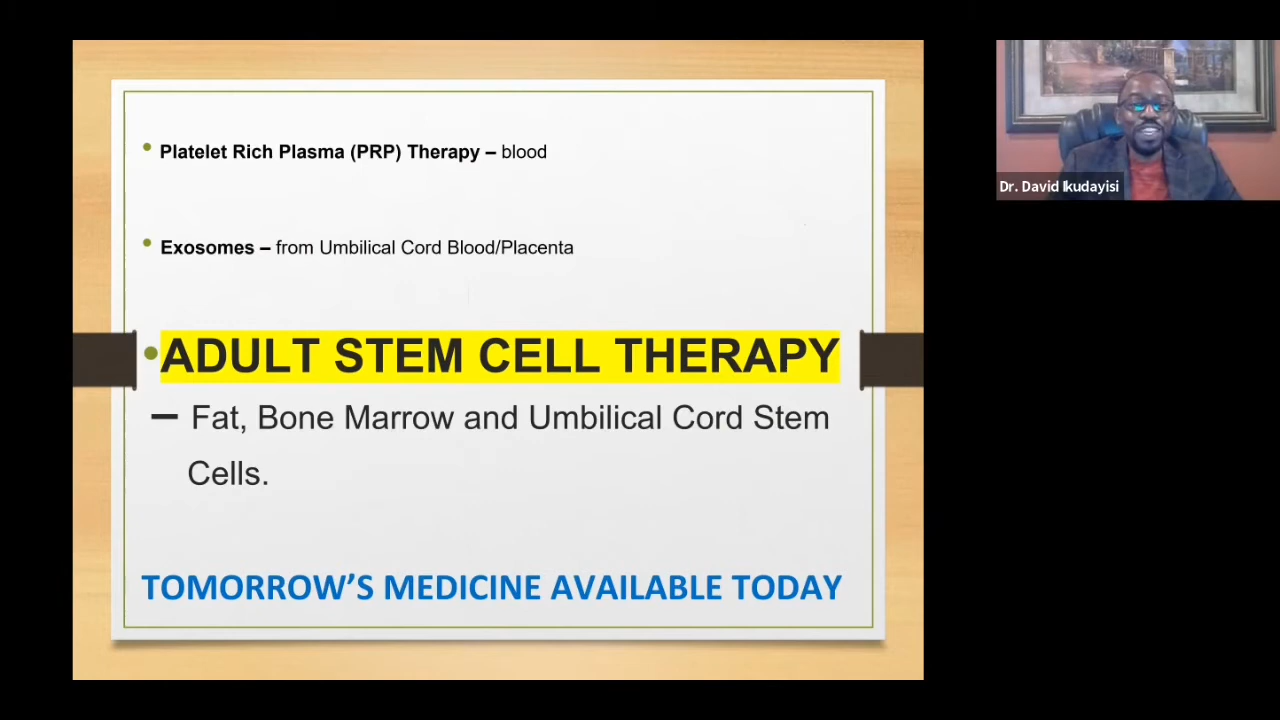 • Platelet Rich Plasma (PRP) Therapy – blood
• Exosomes – from Umbilical Cord Blood/Placenta
• ADULT STEM CELL THERAPY
– Fat, Bone Marrow and Umbilical Cord Stem
Cells.
TOMORROW’S MEDICINE AVAILABLE TODAY
Dr. David Ikudayisi